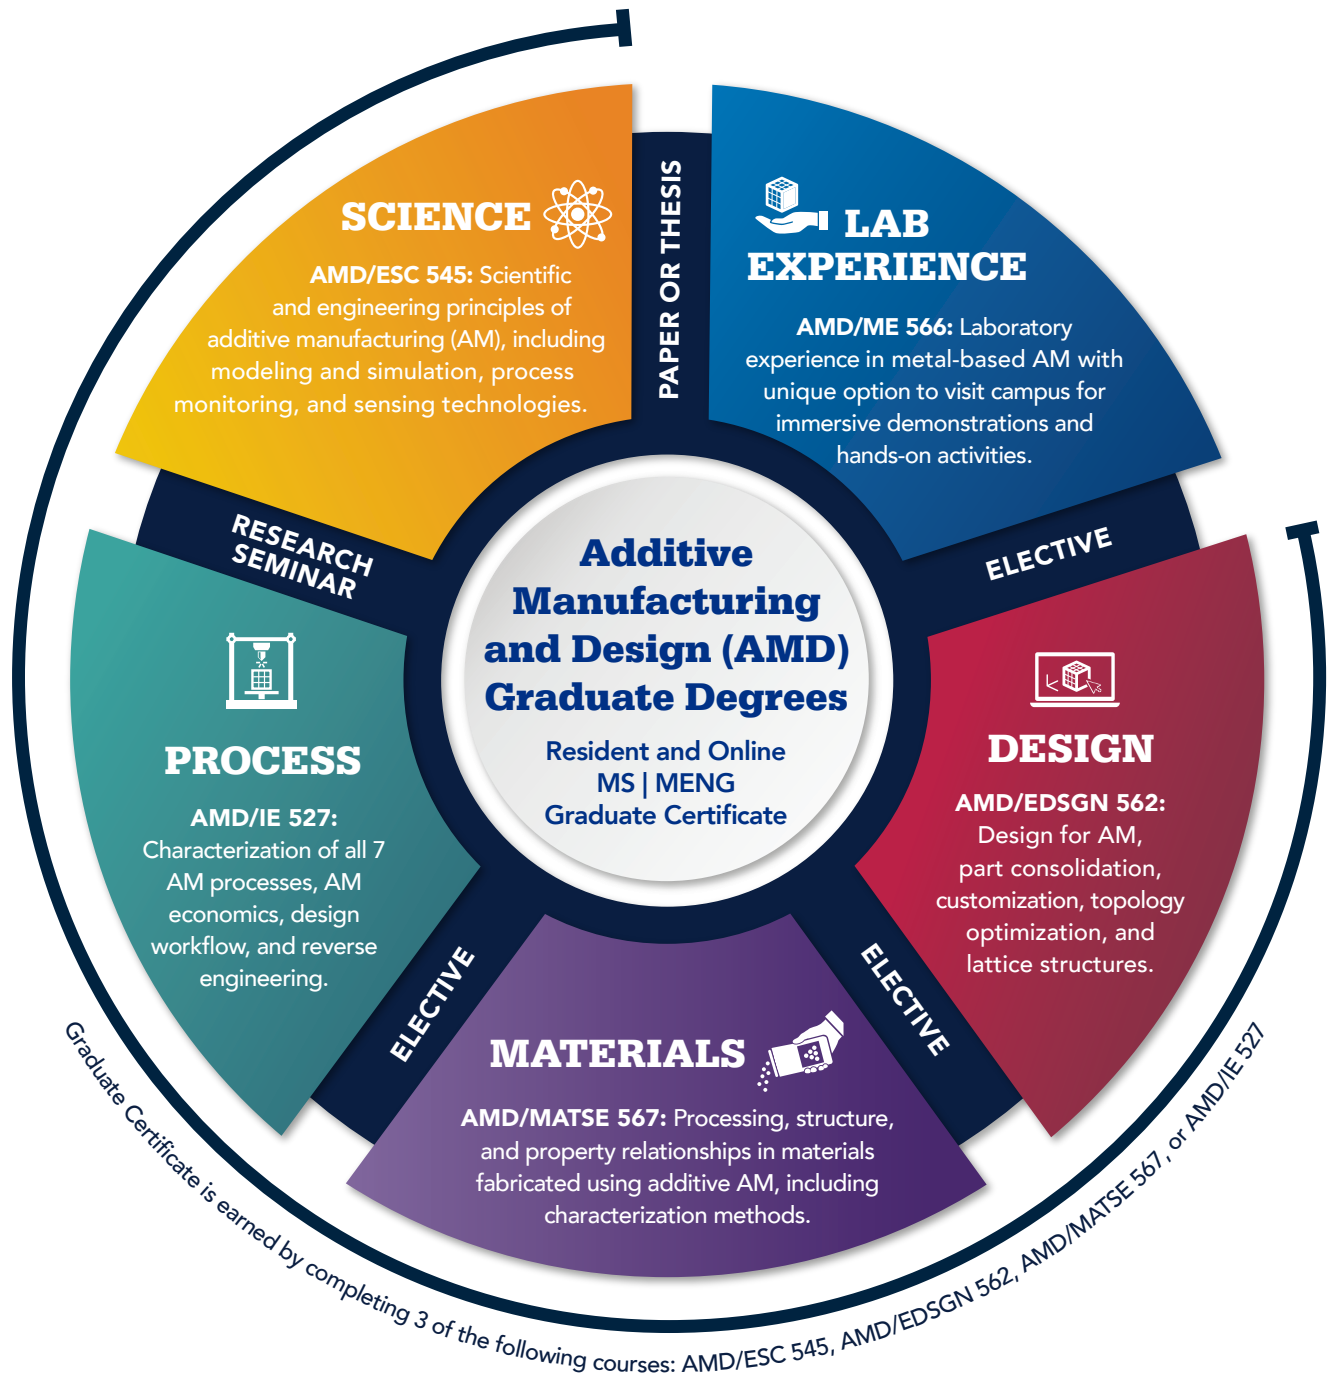 SCIENCE
AMD/ESC 545: Scientific
and engineering principles of
additive manufacturing (AM), including
modeling and simulation, process
monitoring, and sensing technologies.
PAPER OR THESIS
LAB
EXPERIENCE
AMD/ME 566: Laboratory
experience in metal-based AM with
unique option to visit campus for
immersive demonstrations and
hands-on activities.
ELECTIVE
DESIGN
AMD/EDSGN 562:
Design for AM,
part consolidation,
customization, topology
optimization, and
lattice structures.
ELECTIVE
MATERIALS
AMD/MATSE 567: Processing, structure,
and property relationships in materials
fabricated using additive AM, including
characterization methods.
ELECTIVE
PROCESS
AMD/IE 527:
Characterization of all 7
AM processes, AM
economics, design
workflow, and reverse
engineering.
RESEARCH
SEMINAR
Additive
Manufacturing
and Design (AMD)
Graduate Degrees
Resident and Online
MS | MENG
Graduate Certificate
Graduate Certificate is earned by completing 3 of the following courses: AMD/ESC 545, AMD/EDSGN 562, AMD/MATSE 567, or AMD/IE 527